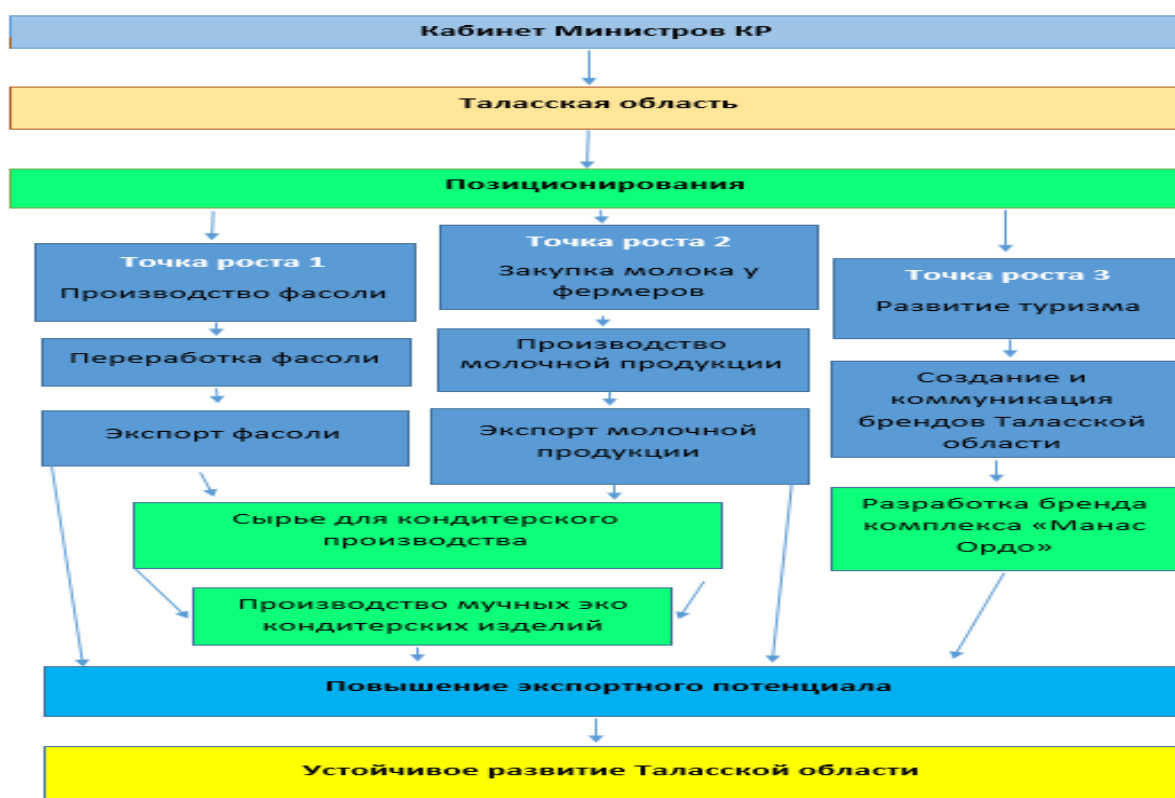 Кабинет Министров КР
Таласская область
Позиционирования
Точка роста 1
Производство фасоли
Переработка фасоли
Экспорт фасоли
Точка роста 2
Закупка молока у
фермеров
Производство
молочной продукции
Экспорт молочной
продукции
Точка роста 3
Развитие туризма
Создание и
коммуникация
брендов Таласской
области
Разработка бренда
комплекса «Манас
Ордо»
Сырье для кондитерского
производства
Производство мучных эко
кондитерских изделий
Повышение экспортного потенциала
Устойчивое развитие Таласской области